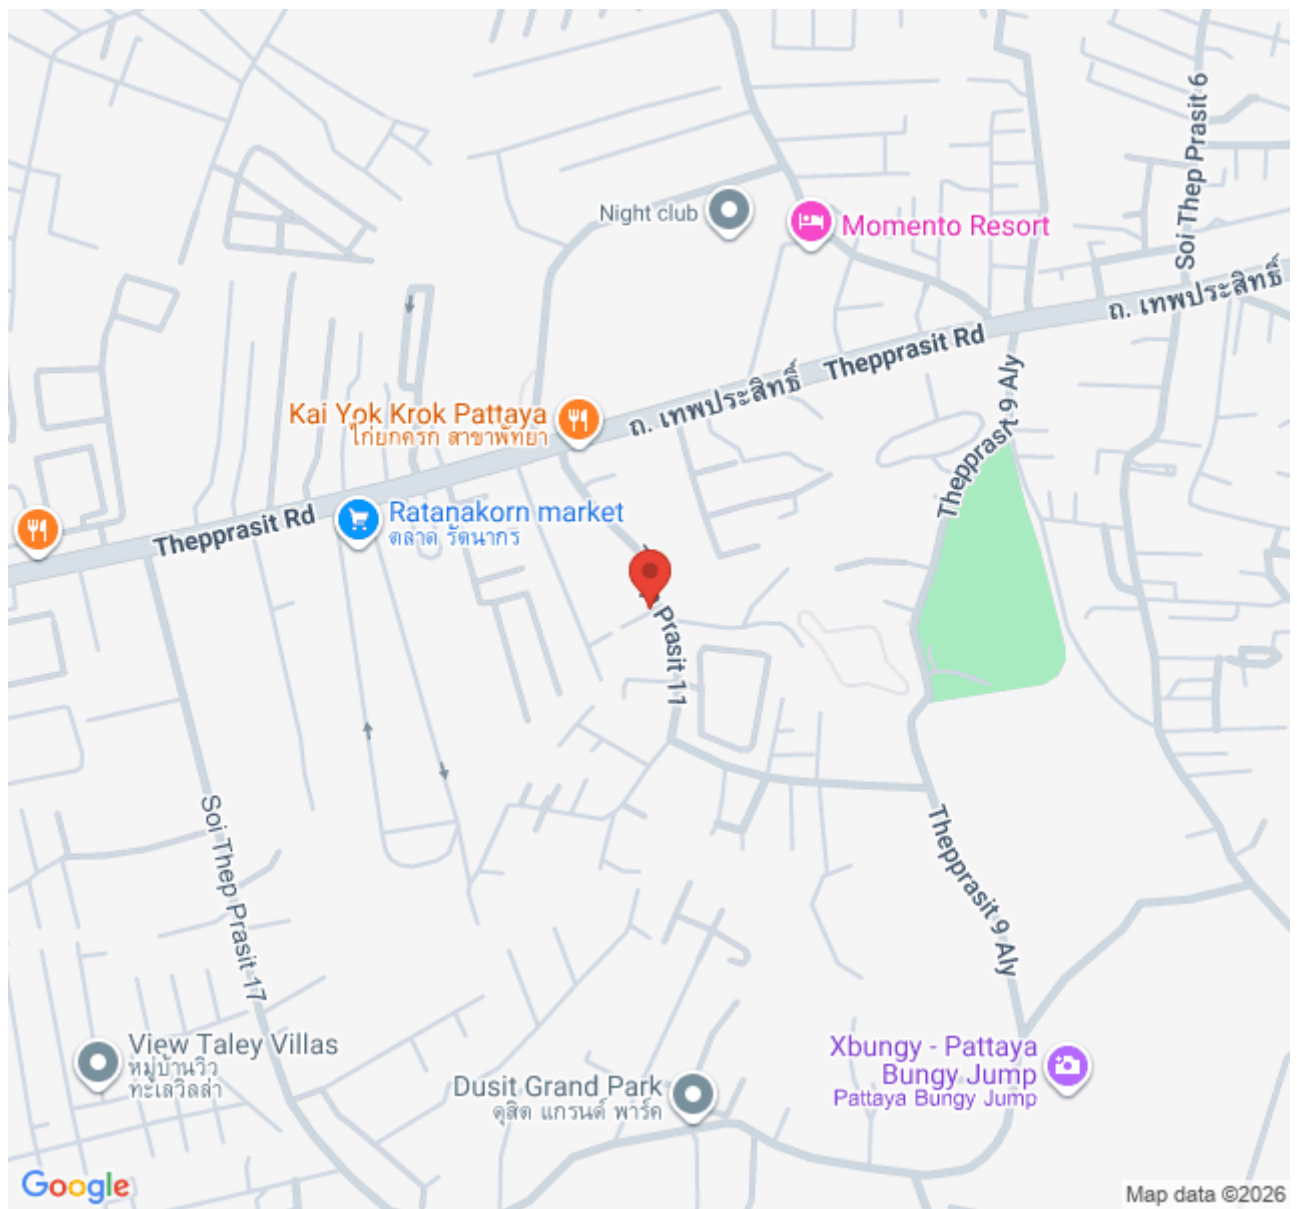 Soi Thep Prasit 6
Night club
Momento Resort
ถ. เทพประสิทธิ์
Thepprasit Rd
Thepprasit 9 Aly
ถ. เทพประสิทธิ์
Kai Yok Krok Pattaya
ไก่ยกครก สาขาพัทยา
Ratanakorn market
ตลาด รัตนากร
Thepprasit Rd
Prasit 11
Soi Thep Prasit 17
Thepprasit 9 Aly
View Taley Villas
หมู่บ้านวิว
ทะเลวิลล่า
Dusit Grand Park
ดุสิต แกรนด์ พาร์ค
Xbungy - Pattaya
Bungy Jump
Pattaya Bungy Jump
Google
Map data ©2026